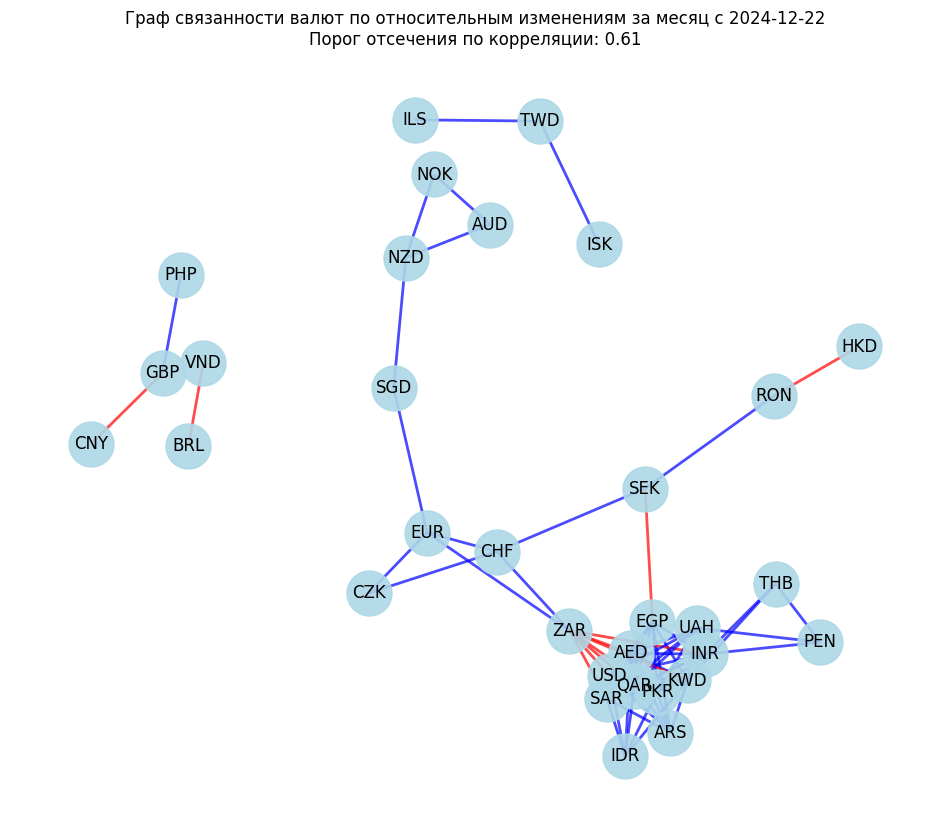 Граф связанности валют по относительным изменениям за месяц с 2024-12-22
Порог отсечения по корреляции: 0.61
ILS
TWD
NOK
AUD
ISK
NZD
PHP
HKD
VND
GBP
SGD
RON
CNY
BRL
SEK
EUR
CHF
THB
CZK
EGP
UAH
ZAR
PEN
AED
INR
USD
KWD
QAR
PKR
SAR
ARS
IDR